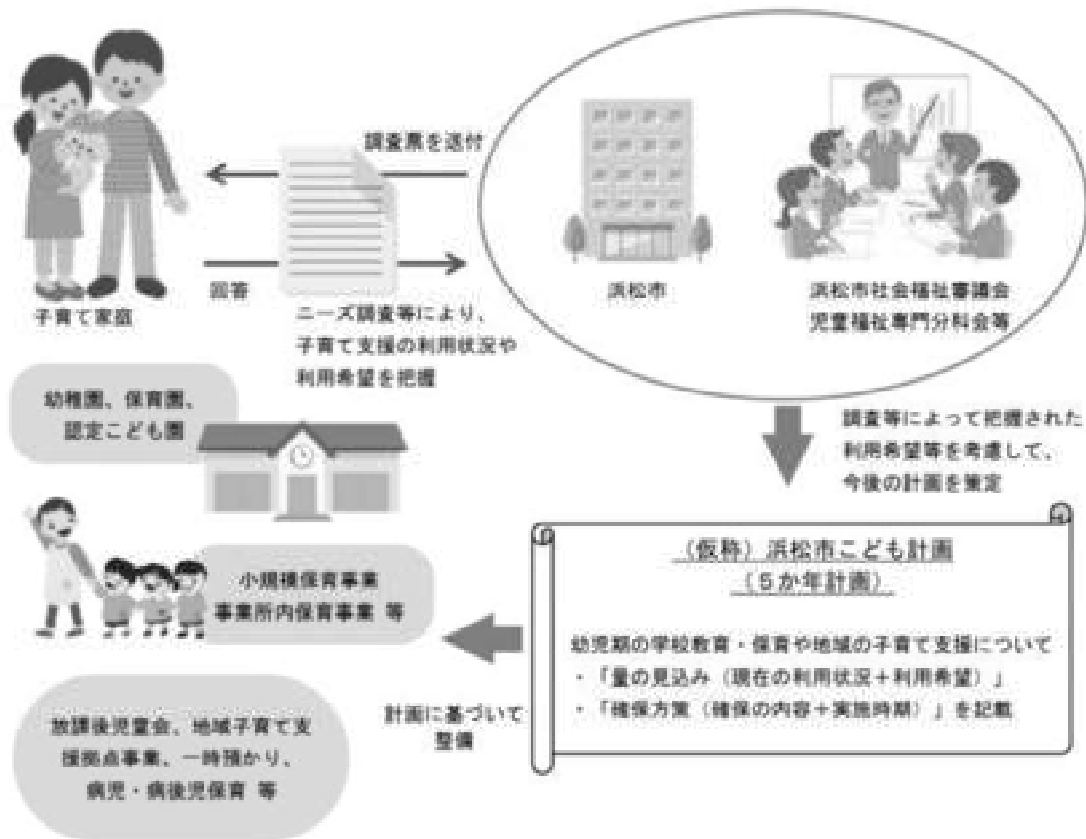 調査票を送付
回答
子育て家庭
ニーズ調査等により、
子育て支援の利用状況や
利用希望を把握
浜松市
浜松市社会福祉審議会
児童福祉専門分科会等
調査等によって把握された
利用希望等を考慮して、
今後の計画を策定
(仮称)浜松市こども計画
(5か年計画)
幼児期の学校教育・保育や地域の子育て支援について
・「量の見込み(現在の利用状況+利用希望)」
・「確保方策(確保の内容+実施時期)」を記載
計画に基づいて
整備
幼稚園、保育園、
認定こども園
小規模保育事業
事業所内保育事業 等
放課後児童会、地域子育て支
援拠点事業、一時預かり、
病児・病後児保育 等